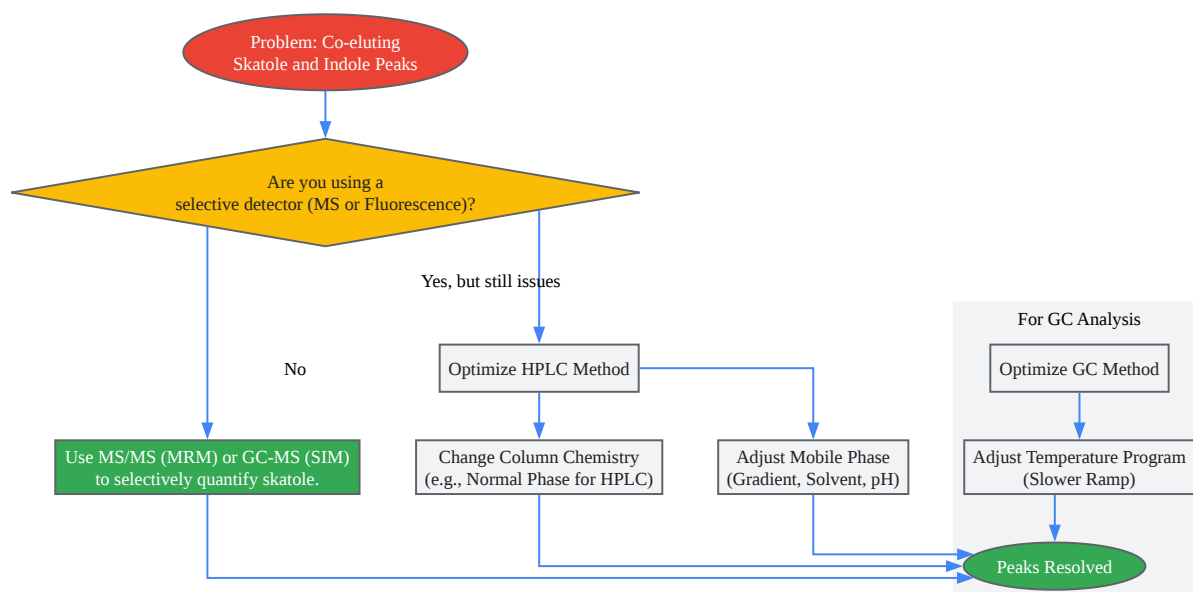 Problem: Co-eluting
Skatole and Indole Peaks
Are you using a
selective detector (MS or Fluorescence)?
Yes, but still issues
For GC Analysis
No
Optimize HPLC Method
Optimize GC Method
Use MS/MS (MRM) or GC-MS (SIM)
to selectively quantify skatole.
Change Column Chemistry
(e.g., Normal Phase for HPLC)
Adjust Mobile Phase
(Gradient, Solvent, pH)
Adjust Temperature Program
(Slower Ramp)
Peaks Resolved